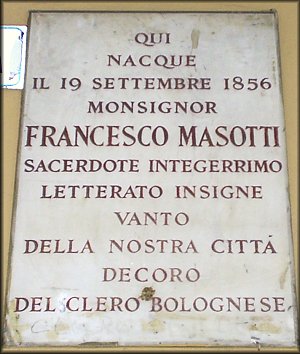 QUI
NACQUE
IL 19 SETTEMBRE 1856
MONSIGNOR
FRANCESCO MASOTTI
SACERDOTE INTEGERRIMO
LETTERATO INSIGNE
VANTO
DELLA NOSTRA CITTÁ
DECORO
DEL CLERO BOLOGNESE